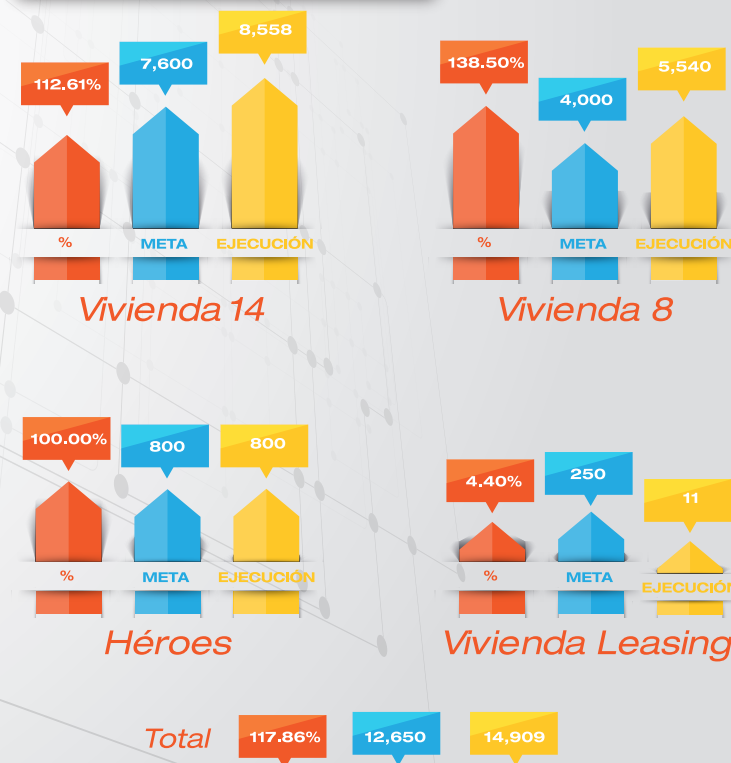 112.61%
7,600
8,558
% META EJECUCIÓN
Vivienda 14
138.50%
4,000
5,540
% META EJECUCIÓN
Vivienda 8
100.00%
800
800
% META EJECUCIÓN
Héroes
4.40%
250
11
% META EJECUCIÓN
Vivienda Leasing
Total 117.86% 12,650 14,909